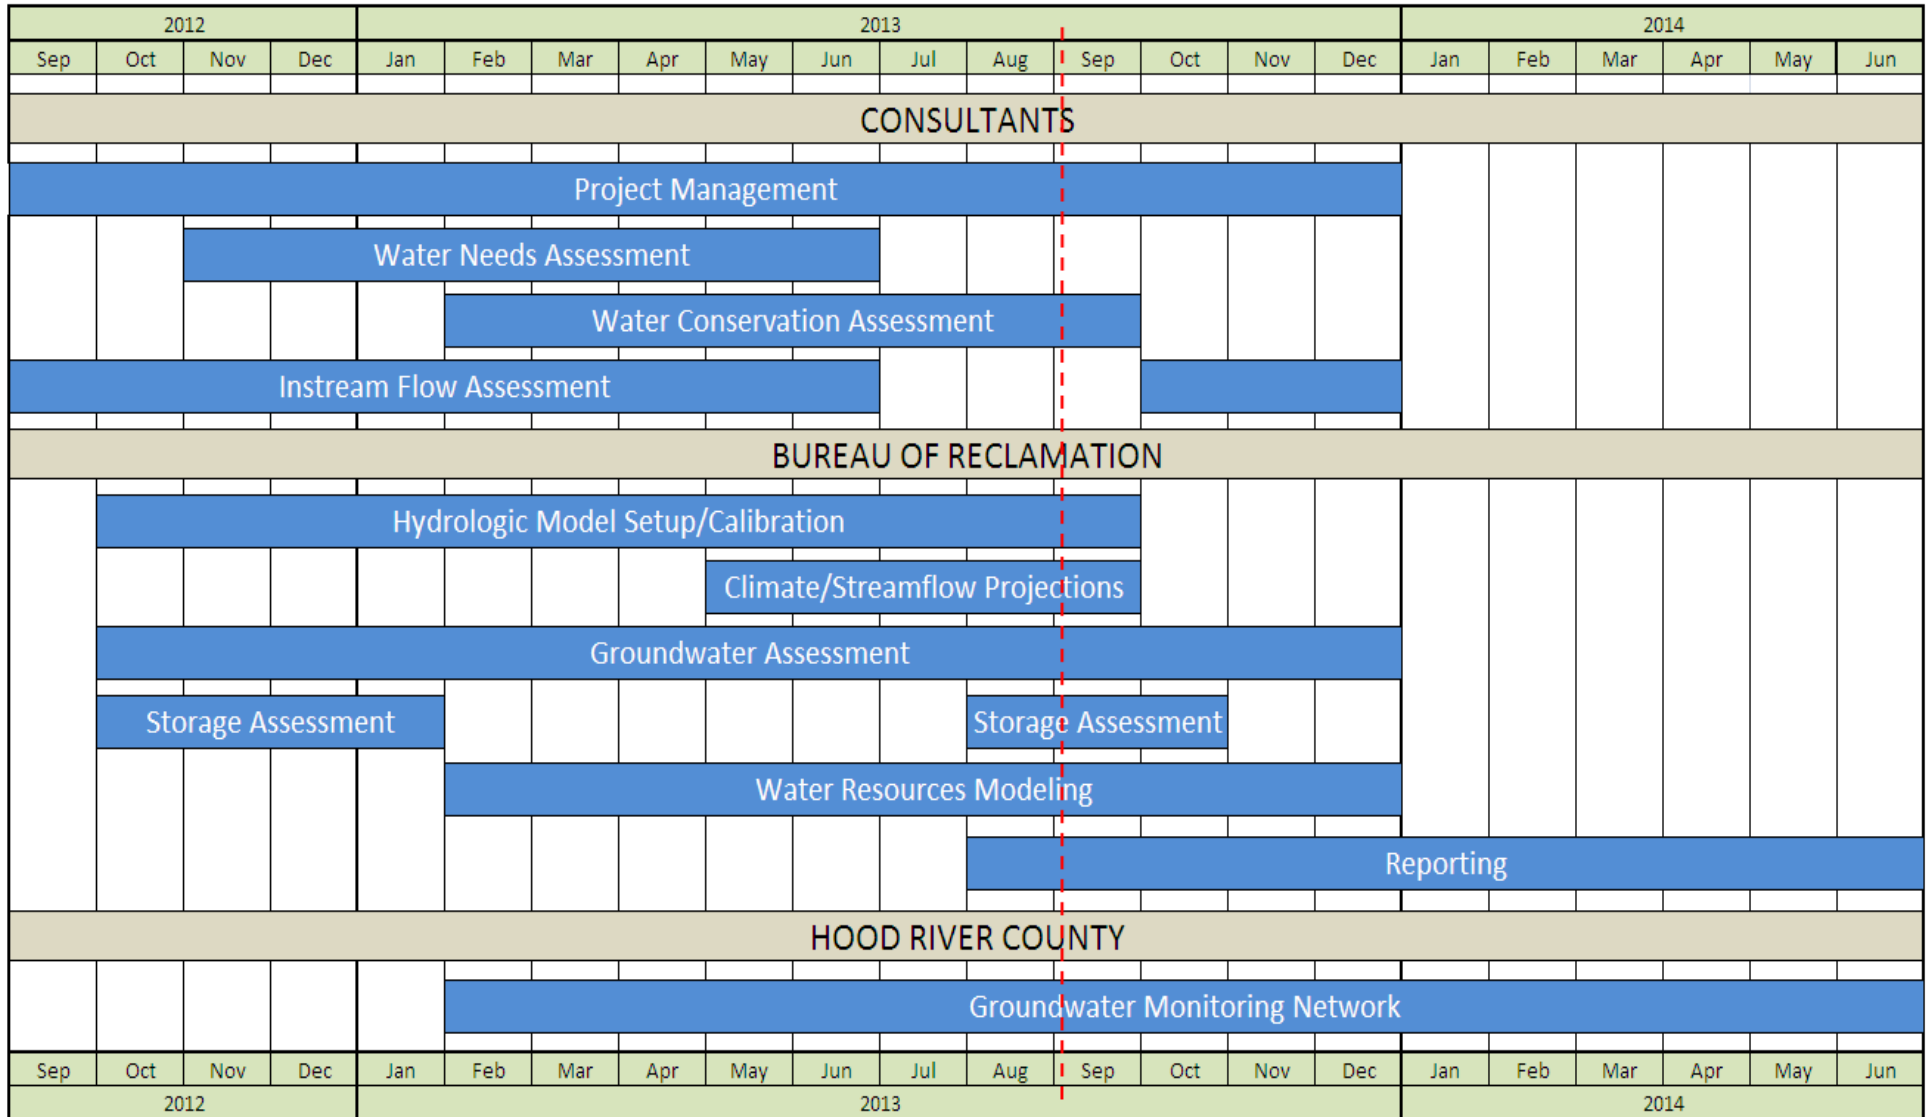 2012 2013 2014
Sep Oct Nov Dec Jan Feb Mar Apr May Jun Jul Aug Sep Oct Nov Dec Jan Feb Mar Apr May Jun
CONSULTANTS
Project Management
Water Needs Assessment
Water Conservation Assessment
Instream Flow Assessment
BUREAU OF RECLAMATION
Hydrologic Model Setup/Calibration
Climate/Streamflow Projections
Groundwater Assessment
Storage Assessment Storage Assessment
Water Resources Modeling
Reporting
HOOD RIVER COUNTY
Groundwater Monitoring Network
Sep Oct Nov Dec Jan Feb Mar Apr May Jun Jul Aug Sep Oct Nov Dec Jan Feb Mar Apr May Jun
2012 2013 2014